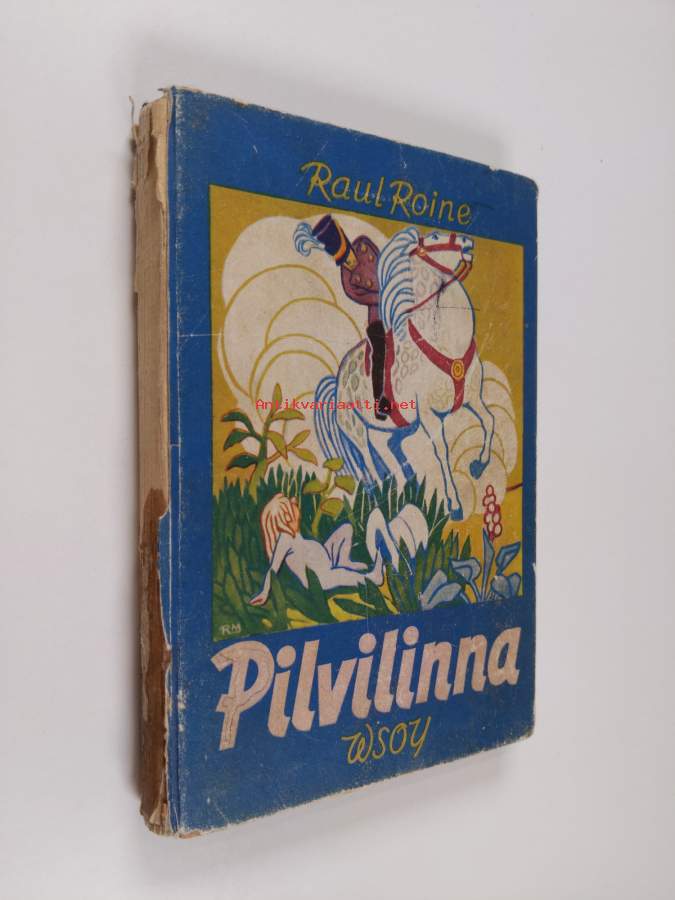 Raul Roine
Antikvariaatti.net
RM
Pilvilinna
WSOY